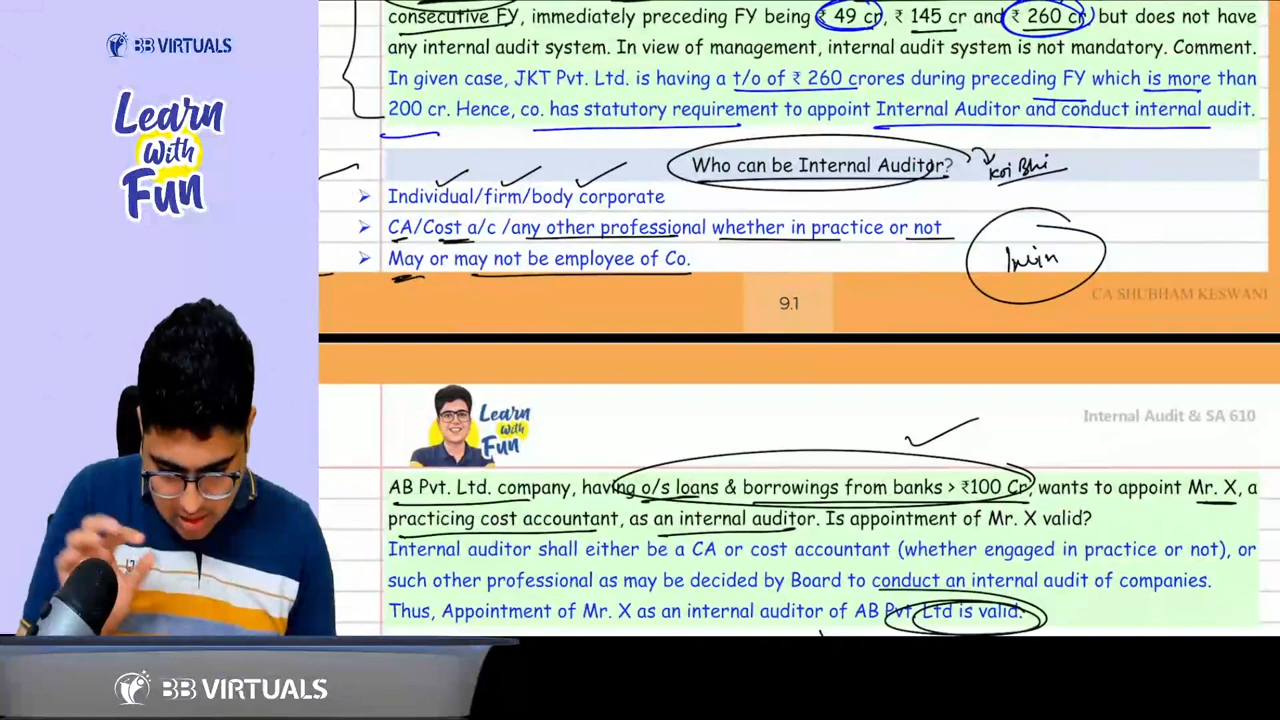 BB VIRTUALS
Learn
With
Fun
consecutive FY, immediately preceding FY being ₹ 49 cr, ₹ 145 cr and ₹ 260 cr) but does not have
any internal audit system. In view of management, internal audit system is not mandatory. Comment.
In given case, JKT Pvt. Ltd. is having a t/o of ₹ 260 crores during preceding FY which is more than
200 cr. Hence, co. has statutory requirement to appoint Internal Auditor and conduct internal audit.
Who can be Internal Auditor?
Koi Bhi
➢ Individual/firm/body corporate
➢ CA/Cost a/c /any other professional whether in practice or not
➢ May or may not be employee of Co.
9.1
CA SHUBHAM KESWANI
Learn
With
Fun
Internal Audit & SA 610
AB Pvt. Ltd. company, having o/s loans & borrowings from banks > ₹100 Cr, wants to appoint Mr. X, a
practicing cost accountant, as an internal auditor. Is appointment of Mr. X valid?
Internal auditor shall either be a CA or cost accountant (whether engaged in practice or not), or
such other professional as may be decided by Board to conduct an internal audit of companies.
Thus, Appointment of Mr. X as an internal auditor of AB Pvt. Ltd is valid.
BB VIRTUALS